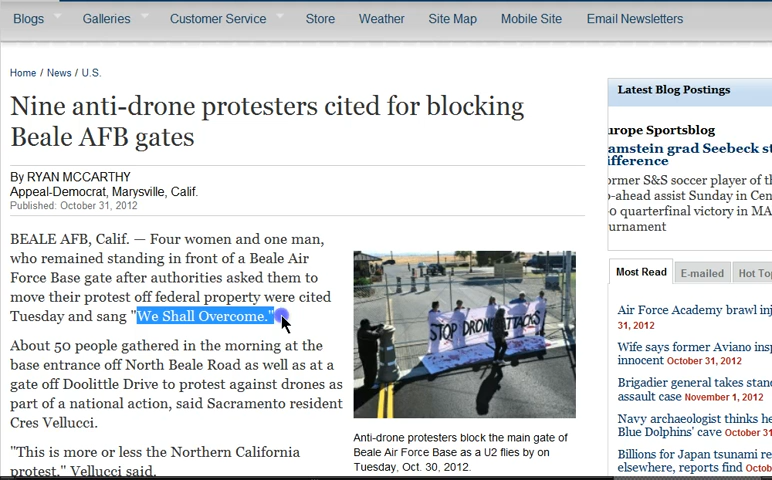 Blogs Galleries Customer Service Store Weather Site Map Mobile Site Email Newsletters
Home / News / U.S.
Nine anti-drone protesters cited for blocking
Beale AFB gates
By RYAN MCCARTHY
Appeal-Democrat, Marysville, Calif.
Published: October 31, 2012
BEALE AFB, Calif. — Four women and one man,
who remained standing in front of a Beale Air
Force Base gate after authorities asked them to
move their protest off federal property were cited
Tuesday and sang "We Shall Overcome."
About 50 people gathered in the morning at the
base entrance off North Beale Road as well as at a
gate off Doolittle Drive to protest against drones as
part of a national action, said Sacramento resident
Cres Vellucci.
"This is more or less the Northern California
protest," Vellucci said.
STOP DRONE ATTACKS!
Anti-drone protesters block the main gate of
Beale Air Force Base as a U2 flies by on
Tuesday, Oct. 30, 2012.
Latest Blog Postings
urope Sportsblog
amstein grad Seebeck st
ifference
ormer S&S soccer player of th
o-ahead assist Sunday in Cen
0 quarterfinal victory in MA
urnament
Most Read E-mailed Hot Top
Air Force Academy brawl inj
31, 2012
Wife says former Aviano insp
innocent October 31, 2012
Brigadier general takes stand
assault case November 1, 2012
Navy archaeologist thinks he
Blue Dolphins' cave October 31
Billions for Japan tsunami re
elsewhere, reports find Octob